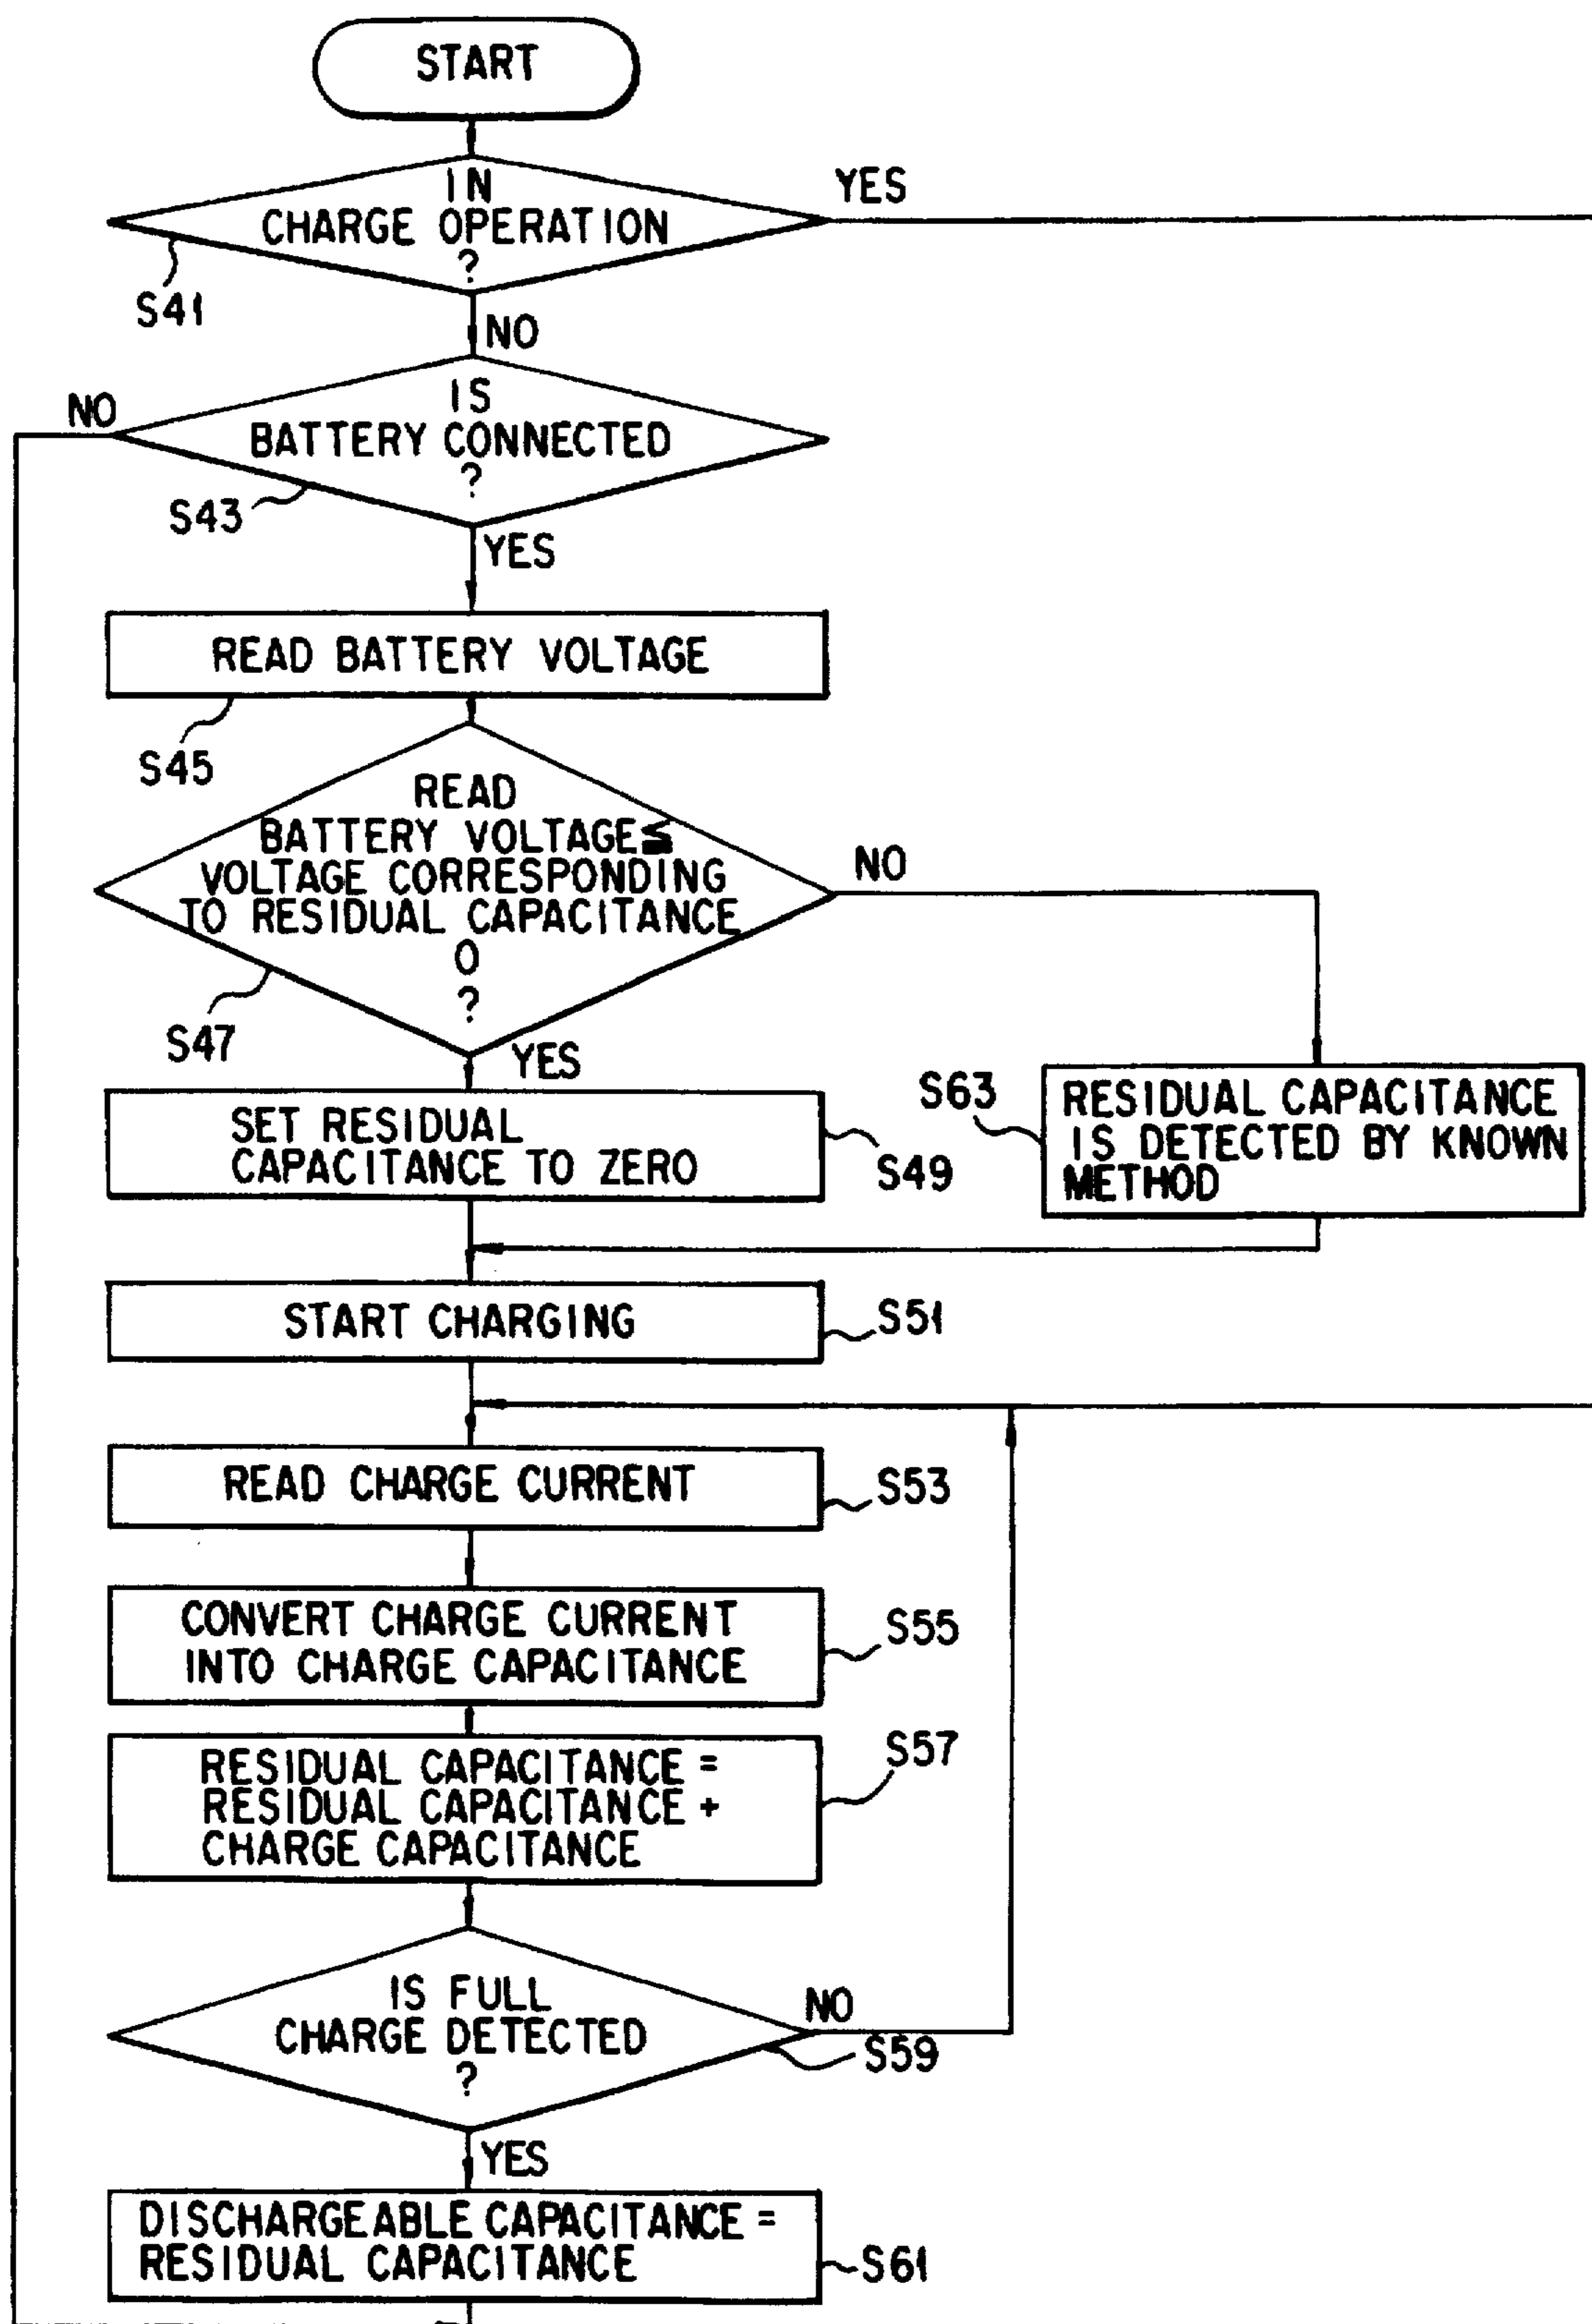 START
IN
CHARGE OPERATION
?
YES
S41
NO
IS
BATTERY CONNECTED
?
NO
S43
YES
READ BATTERY VOLTAGE
S45
READ
BATTERY VOLTAGE≦
VOLTAGE CORRESPONDING
TO RESIDUAL CAPACITANCE
0
?
NO
S47
YES
SET RESIDUAL
CAPACITANCE TO ZERO
S49
S63
RESIDUAL CAPACITANCE
IS DETECTED BY KNOWN
METHOD
START CHARGING
S51
READ CHARGE CURRENT
S53
CONVERT CHARGE CURRENT
INTO CHARGE CAPACITANCE
S55
RESIDUAL CAPACITANCE =
RESIDUAL CAPACITANCE +
CHARGE CAPACITANCE
S57
IS FULL
CHARGE DETECTED
?
NO
S59
YES
DISCHARGEABLE CAPACITANCE =
RESIDUAL CAPACITANCE
S61